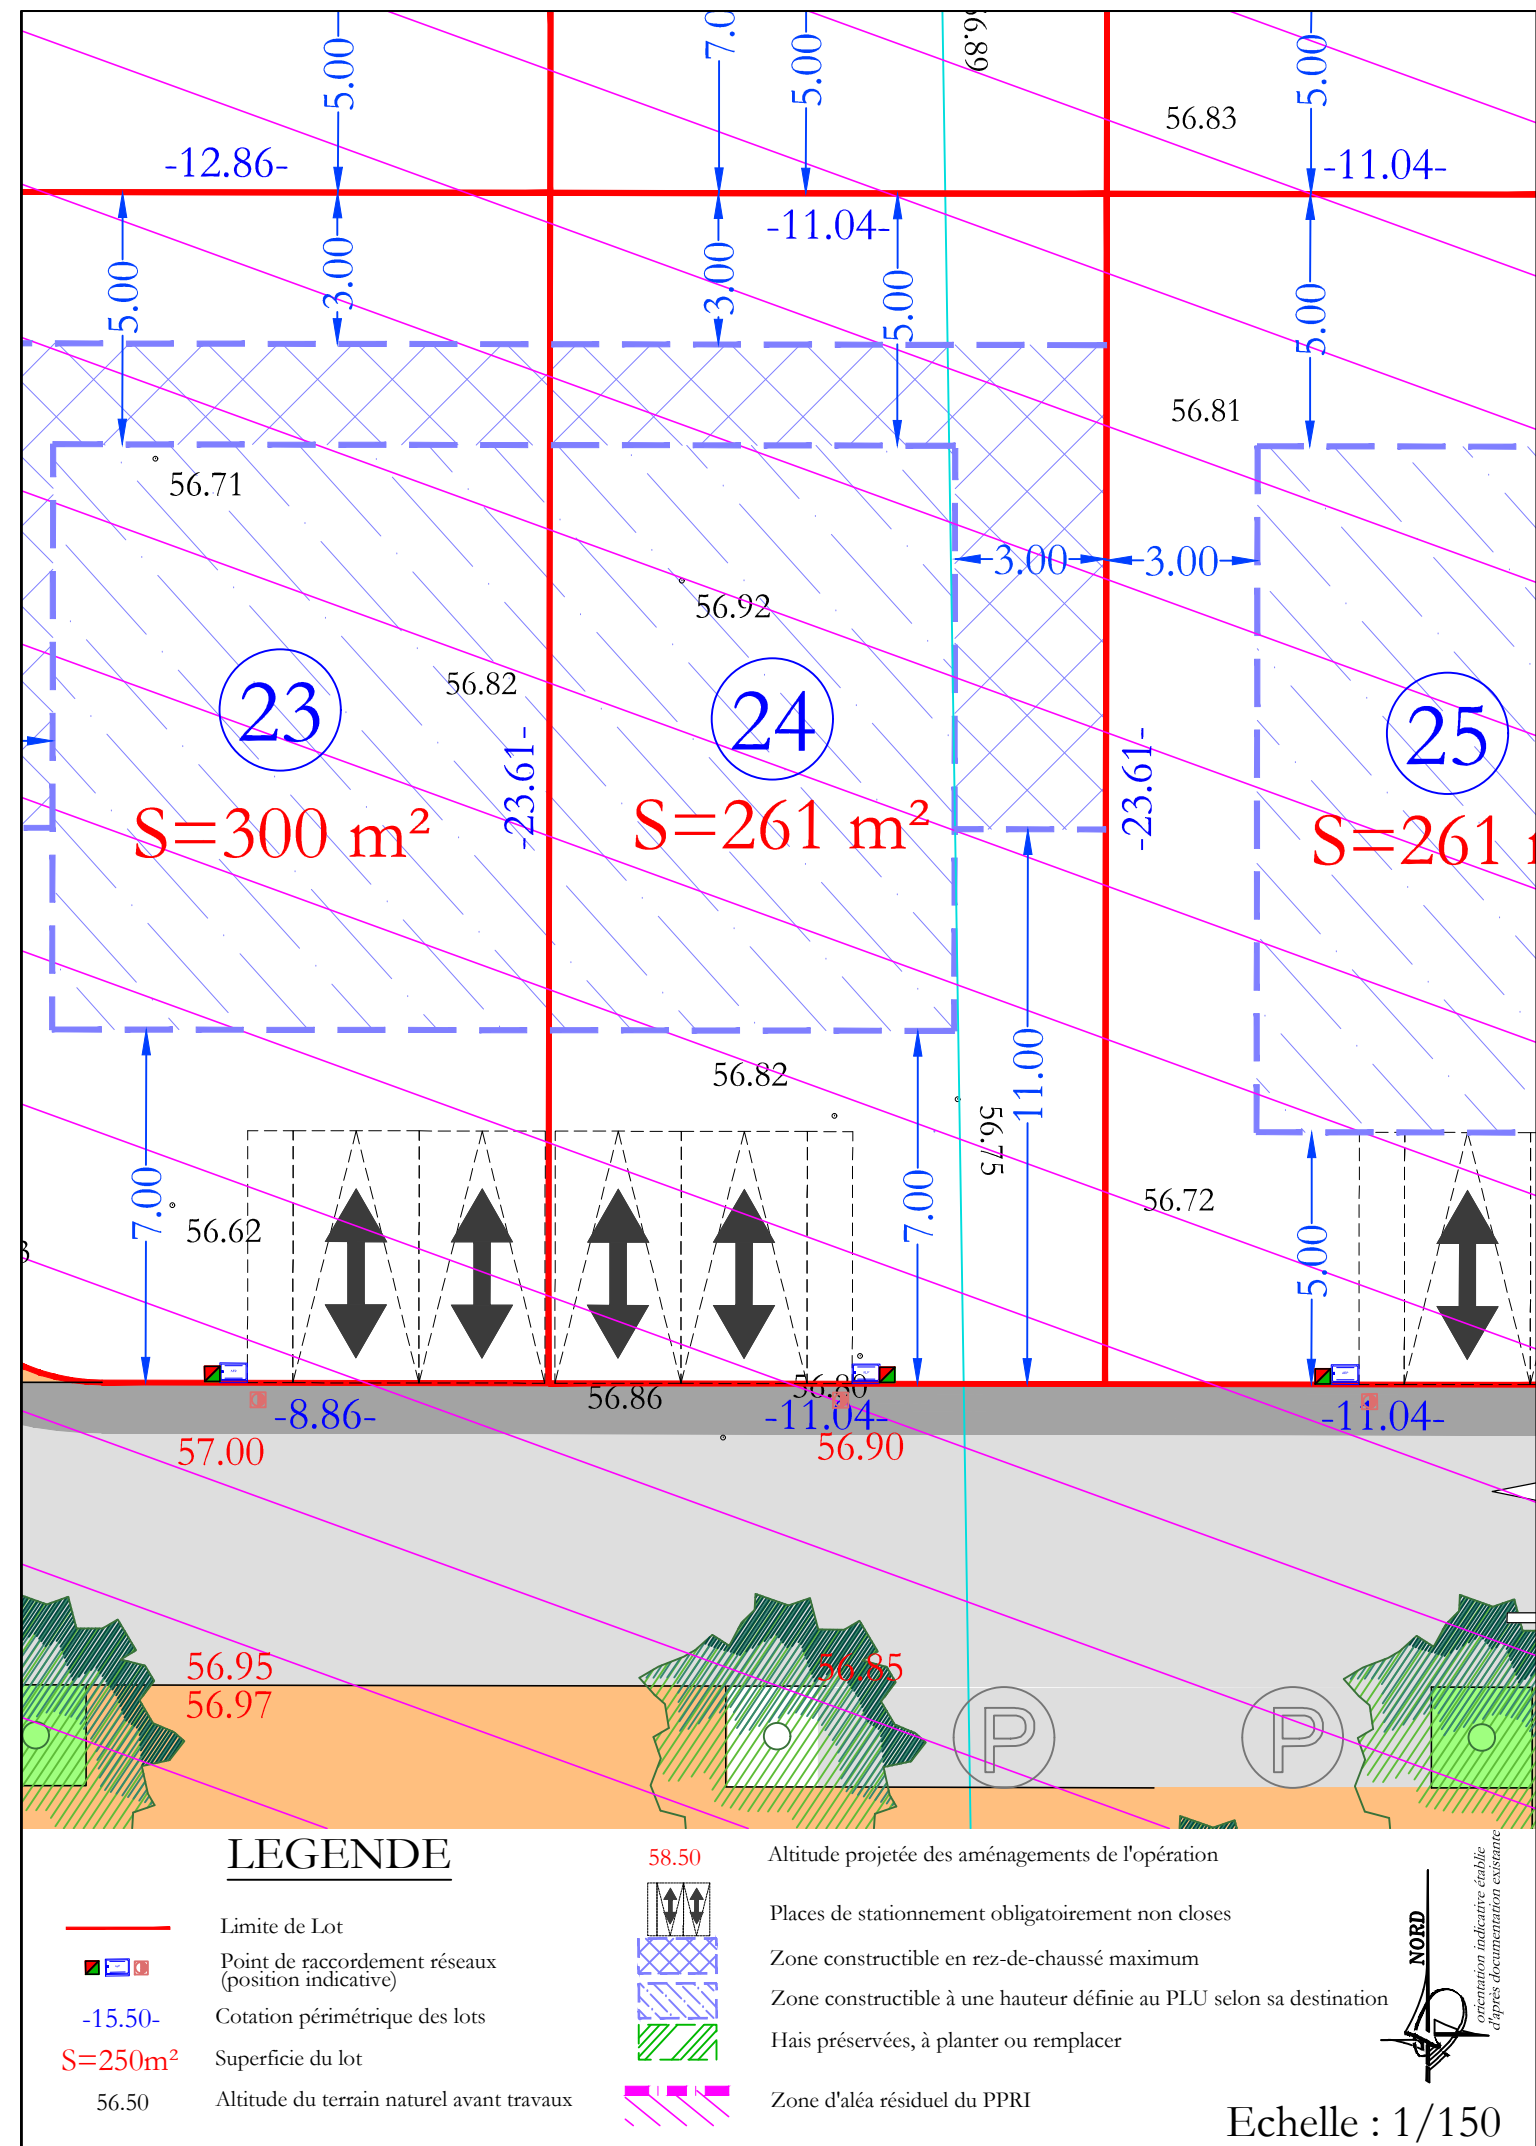 5.00
7.0
5.00
56.89
5.00
56.83
-12.86-
-11.04-
-11.04-
5.00
3.00
3.00
5.00
5.00
56.81
56.71
3.00
3.00
56.92
56.82
23
24
25
-23.61-
-23.61-
S=300 m²
S=261 m²
S=261
11.00
56.82
56.75
7.00
7.00
56.62
56.72
5.00
56.86
56.80
-8.86-
-11.04-
-11.04-
57.00
56.90
56.95
56.85
56.97
P
P
LEGENDE
Limite de Lot
Point de raccordement réseaux
(position indicative)
-15.50-
Cotation périmétrique des lots
S=250m²
Superficie du lot
56.50
Altitude du terrain naturel avant travaux
58.50
Altitude projetée des aménagements de l'opération
Places de stationnement obligatoirement non closes
Zone constructible en rez-de-chaussé maximum
Zone constructible à une hauteur définie au PLU selon sa destination
Hais préservées, à planter ou remplacer
Zone d'aléa résiduel du PPRI
NORD
orientation indicative établie
d'après documentation existante
Echelle : 1/150